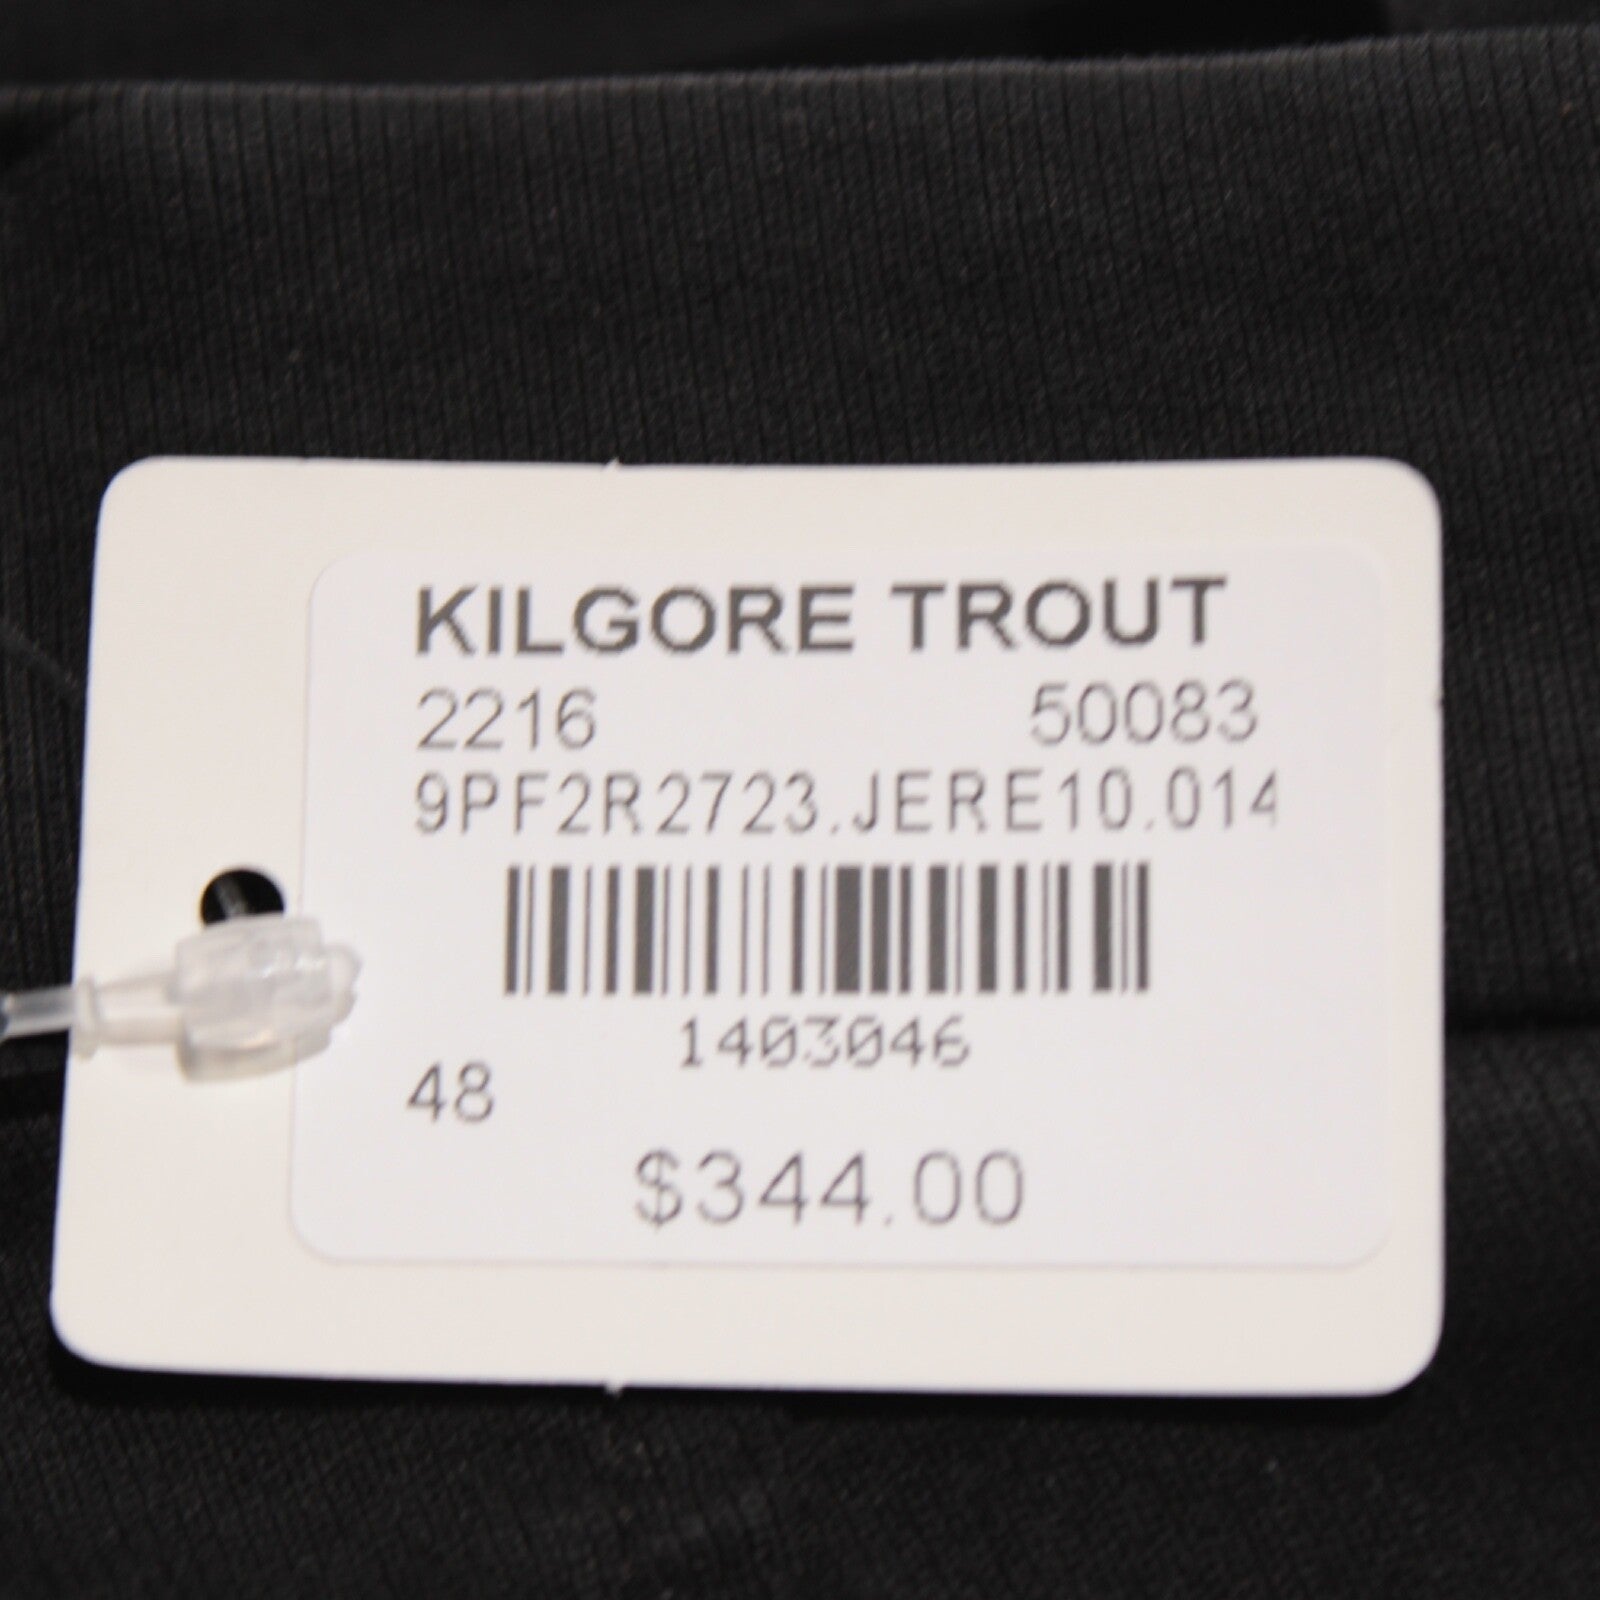 KILGORE TROUT
2216 50083
9PF2R2723.JERE10.014
1403046
48
$344.00